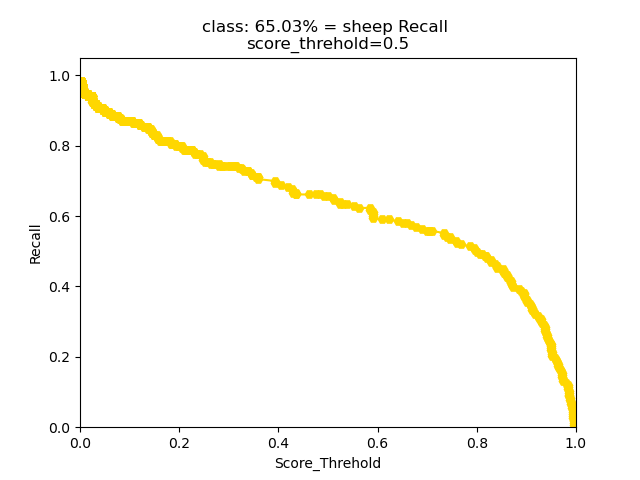 class: 65.03% = sheep Recall
score_threhold=0.5
1.0
0.8
0.6
0.4
0.2
0.0
Recall
0.0 0.2 0.4 0.6 0.8 1.0
Score_Threhold